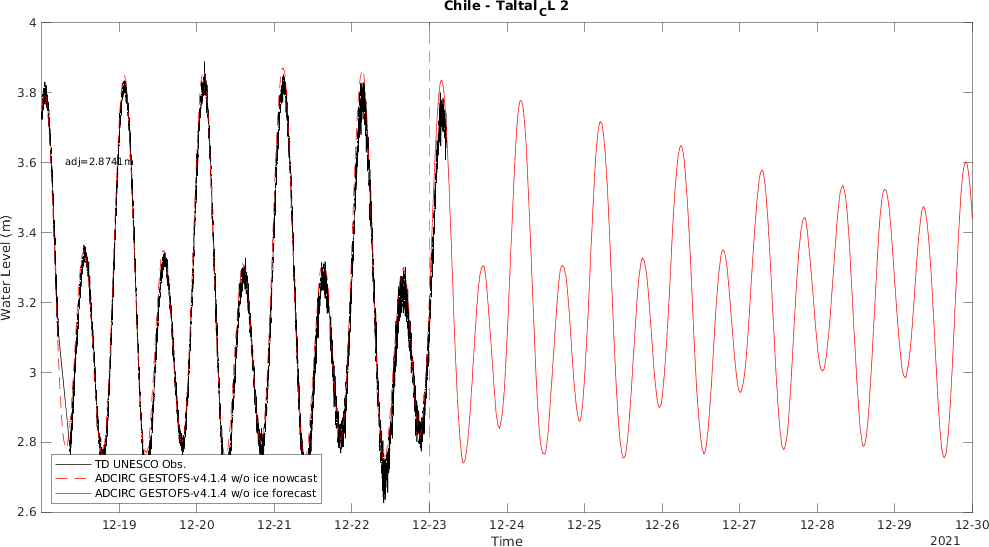 Chile - Taltal_CL 2
4
3.8
3.6
3.4
3.2
3
2.8
2.6
Water Level (m)
adj=2.8741m
TD UNESCO Obs.
ADCIRC GESTOFS-v4.1.4 w/o ice nowcast
ADCIRC GESTOFS-v4.1.4 w/o ice forecast
12-19 12-20 12-21 12-22 12-23 12-24 12-25 12-26 12-27 12-28 12-29 12-30
Time
2021